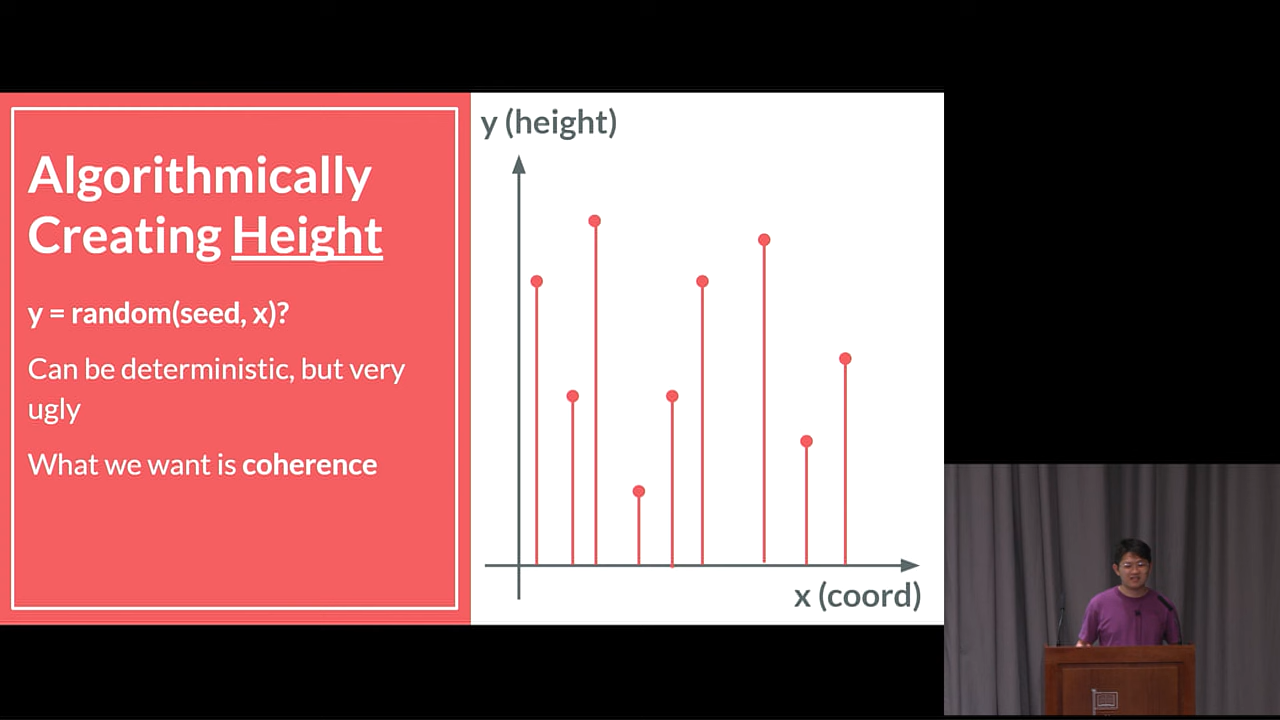 Algorithmically
Creating Height
y = random(seed, x)?
Can be deterministic, but very
ugly
What we want is coherence
y (height)
x (coord)